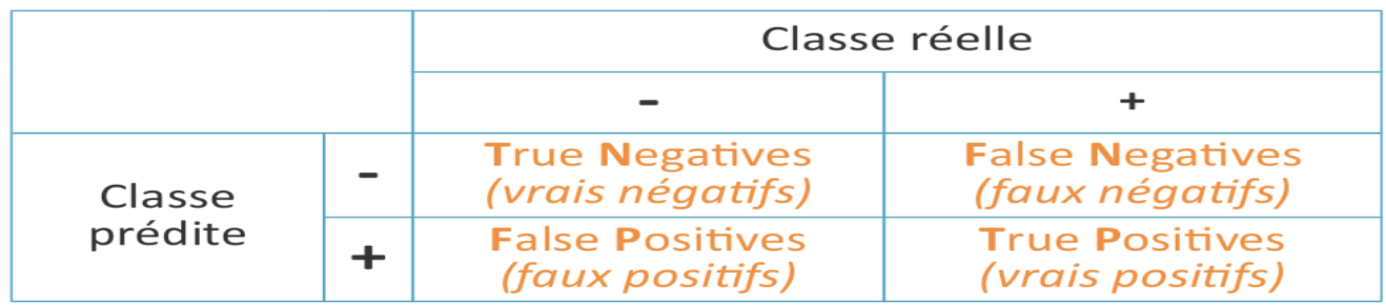 Classe réelle
- +
Classe
prédite
-
True Negatives
(vrais négatifs)
False Negatives
(faux négatifs)
+
False Positives
(faux positifs)
True Positives
(vrais positifs)